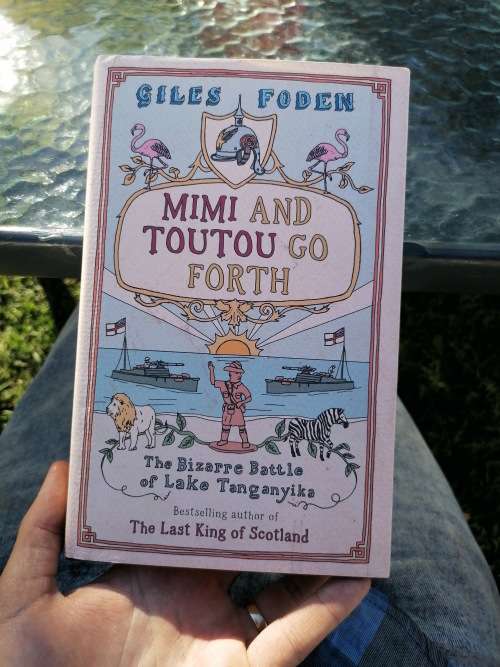 GILES FODEN
MIMI AND
TOUTOU GO
FORTH
The Bizarre Battle
of Lake Tanganyika
Bestselling author of
The Last King of Scotland